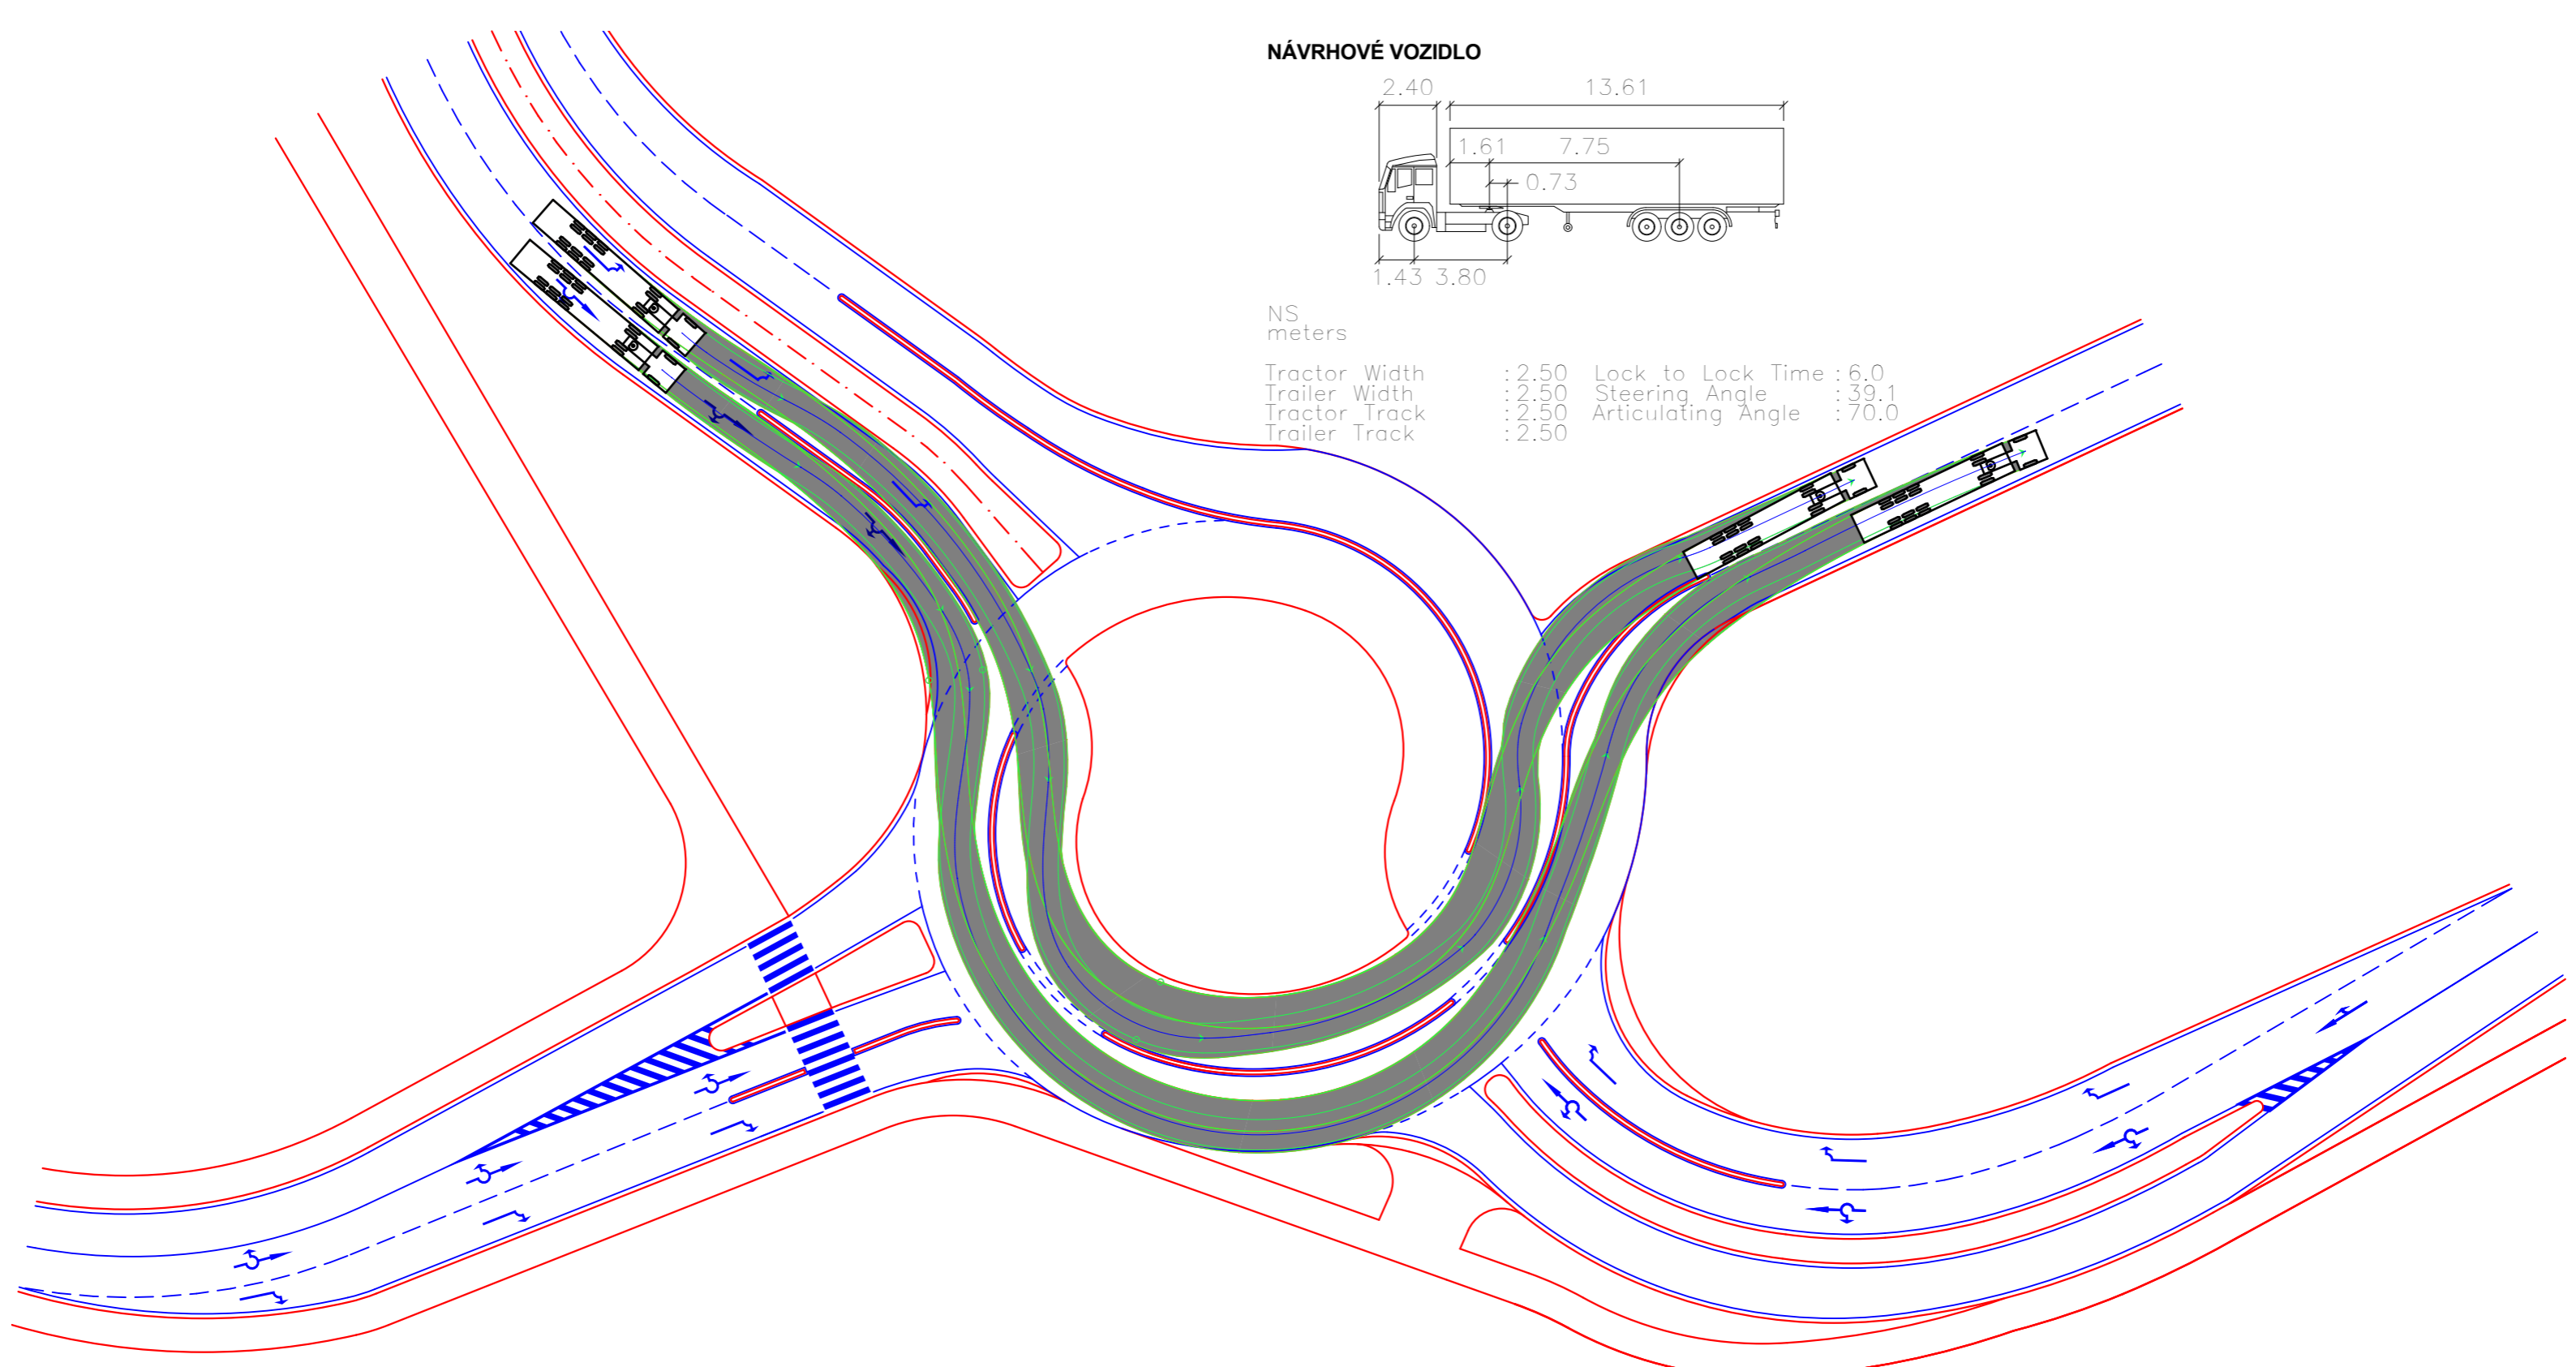 NÁVRHOVÉ VOZIDLO
2.40 13.61
1.61 7.75
0.73
1.43 3.80
NS
meters
Tractor Width : 2.50 Lock to Lock Time : 6.0
Trailer Width : 2.50 Steering Angle : 39.1
Tractor Track : 2.50 Articulating Angle : 70.0
Trailer Track : 2.50